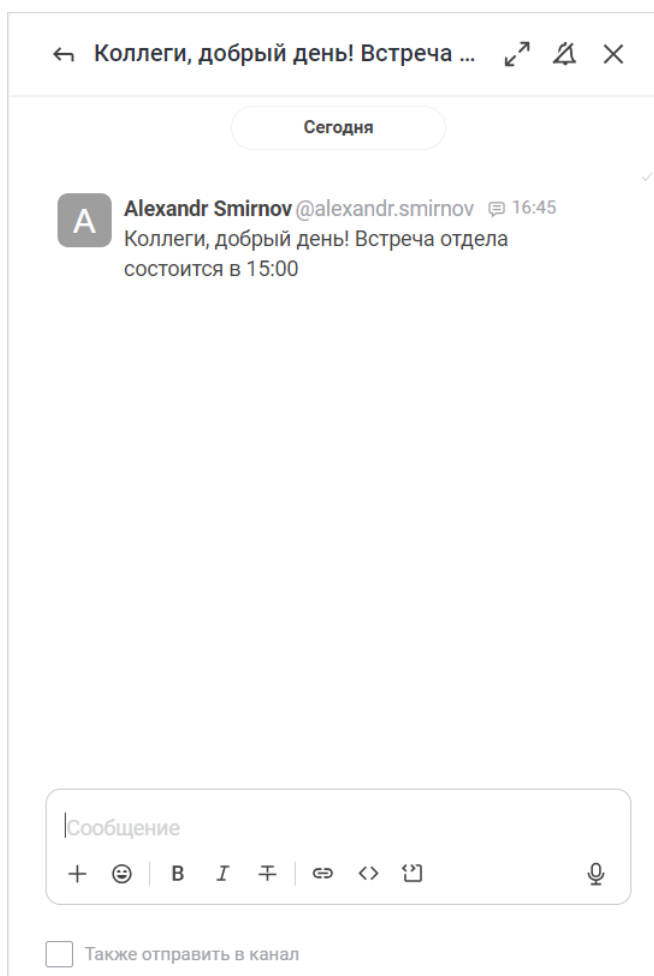 Коллеги, добрый день! Встреча ...
Сегодня
A
Alexandr Smirnov @alexandr.smirnov 16:45
Коллеги, добрый день! Встреча отдела
состоится в 15:00
Сообщение
B I T
Также отправить в канал